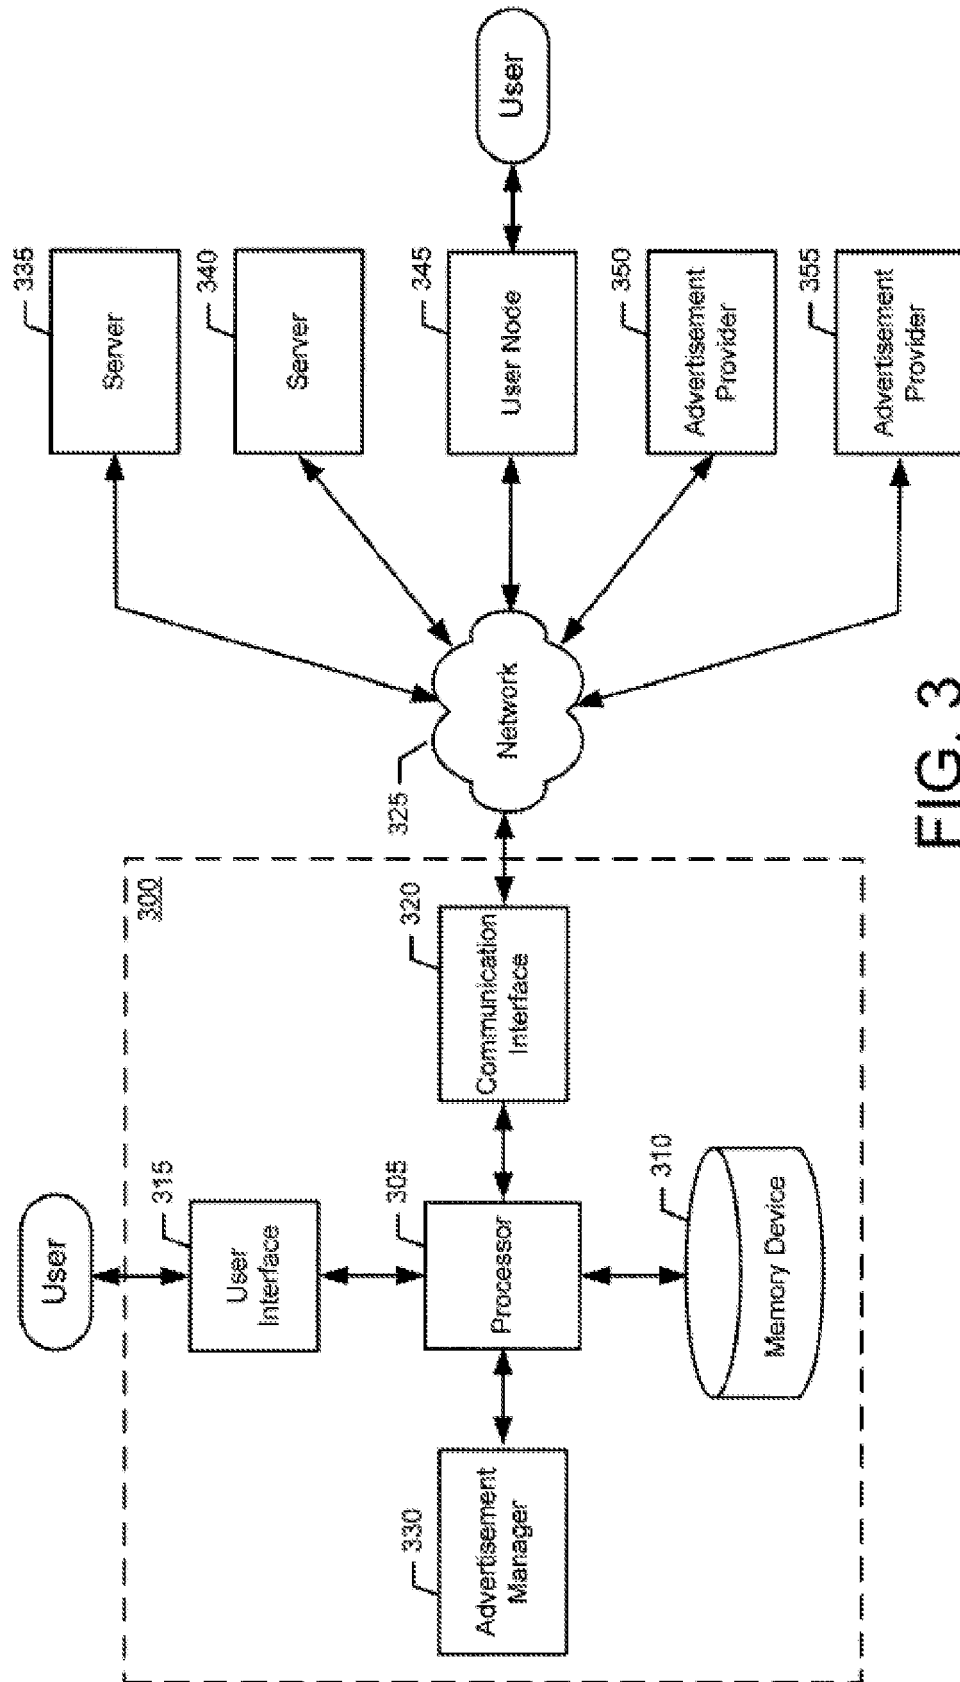 300
User
315
User
Interface
330
Advertisement
Manager
305
Processor
320
Communication
Interface
310
Memory Device
325
Network
335
Server
340
Server
345
User Node
User
350
Advertisement
Provider
355
Advertisement
Provider
FIG. 3